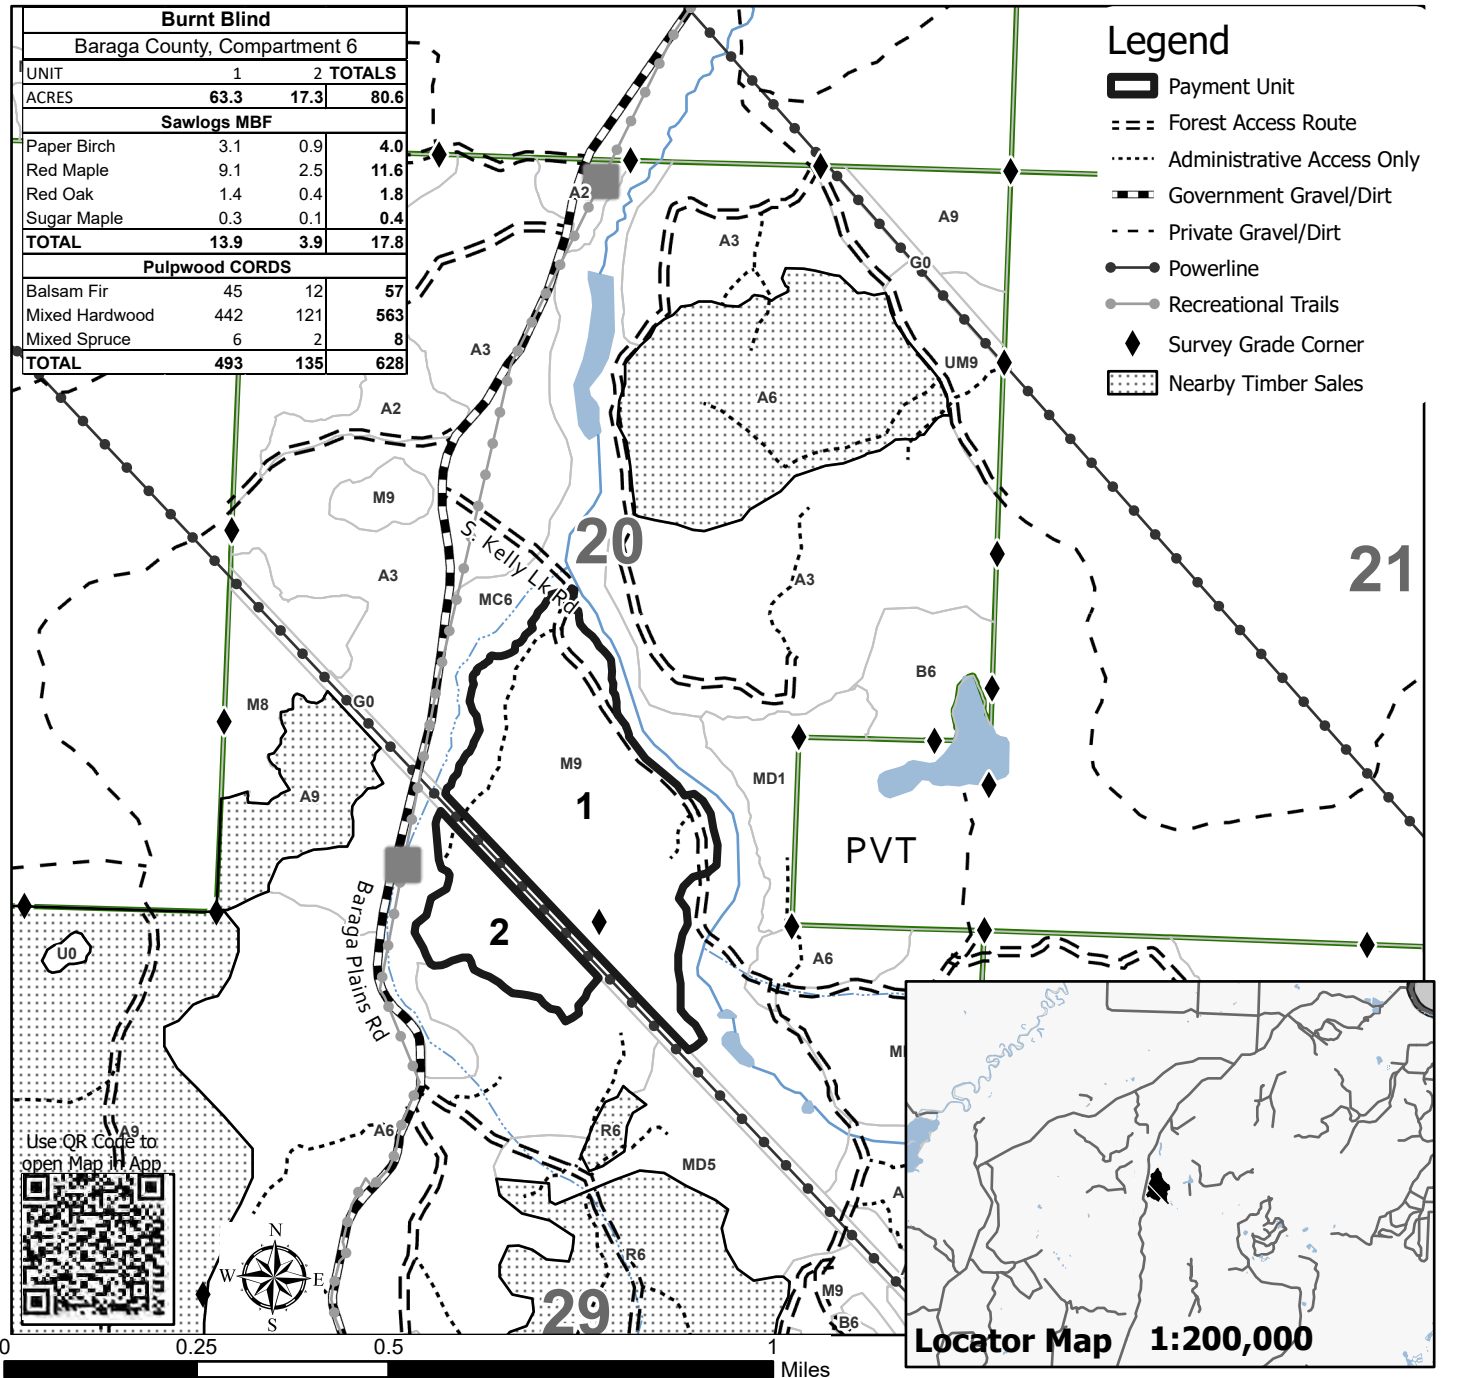 Burnt Blind
Baraga County, Compartment 6
UNIT 1 2 TOTALS
ACRES 63.3 17.3 80.6
Sawlogs MBF
Paper Birch 3.1 0.9 4.0
Red Maple 9.1 2.5 11.6
Red Oak 1.4 0.4 1.8
Sugar Maple 0.3 0.1 0.4
TOTAL 13.9 3.9 17.8
Pulpwood CORDS
Balsam Fir 45 12 57
Mixed Hardwood 442 121 563
Mixed Spruce 6 2 8
TOTAL 493 135 628
Legend
Payment Unit
Forest Access Route
Administrative Access Only
Government Gravel/Dirt
Private Gravel/Dirt
Powerline
Recreational Trails
Survey Grade Corner
Nearby Timber Sales
A2
A9
A3
G0
A3
UM9
A2
A6
M9
S. Kelly Lk Rd
20
21
A3
A3
MC6
B6
M8
G0
M9
MD1
A9
1
PVT
2
Baraga Plains Rd
U0
A6
A9
A6
R6
MD5
R6
M9
B6
29
Use QR Code to
open Map in App
N
W E
S
Locator Map 1:200,000
0 0.25 0.5 1
Miles